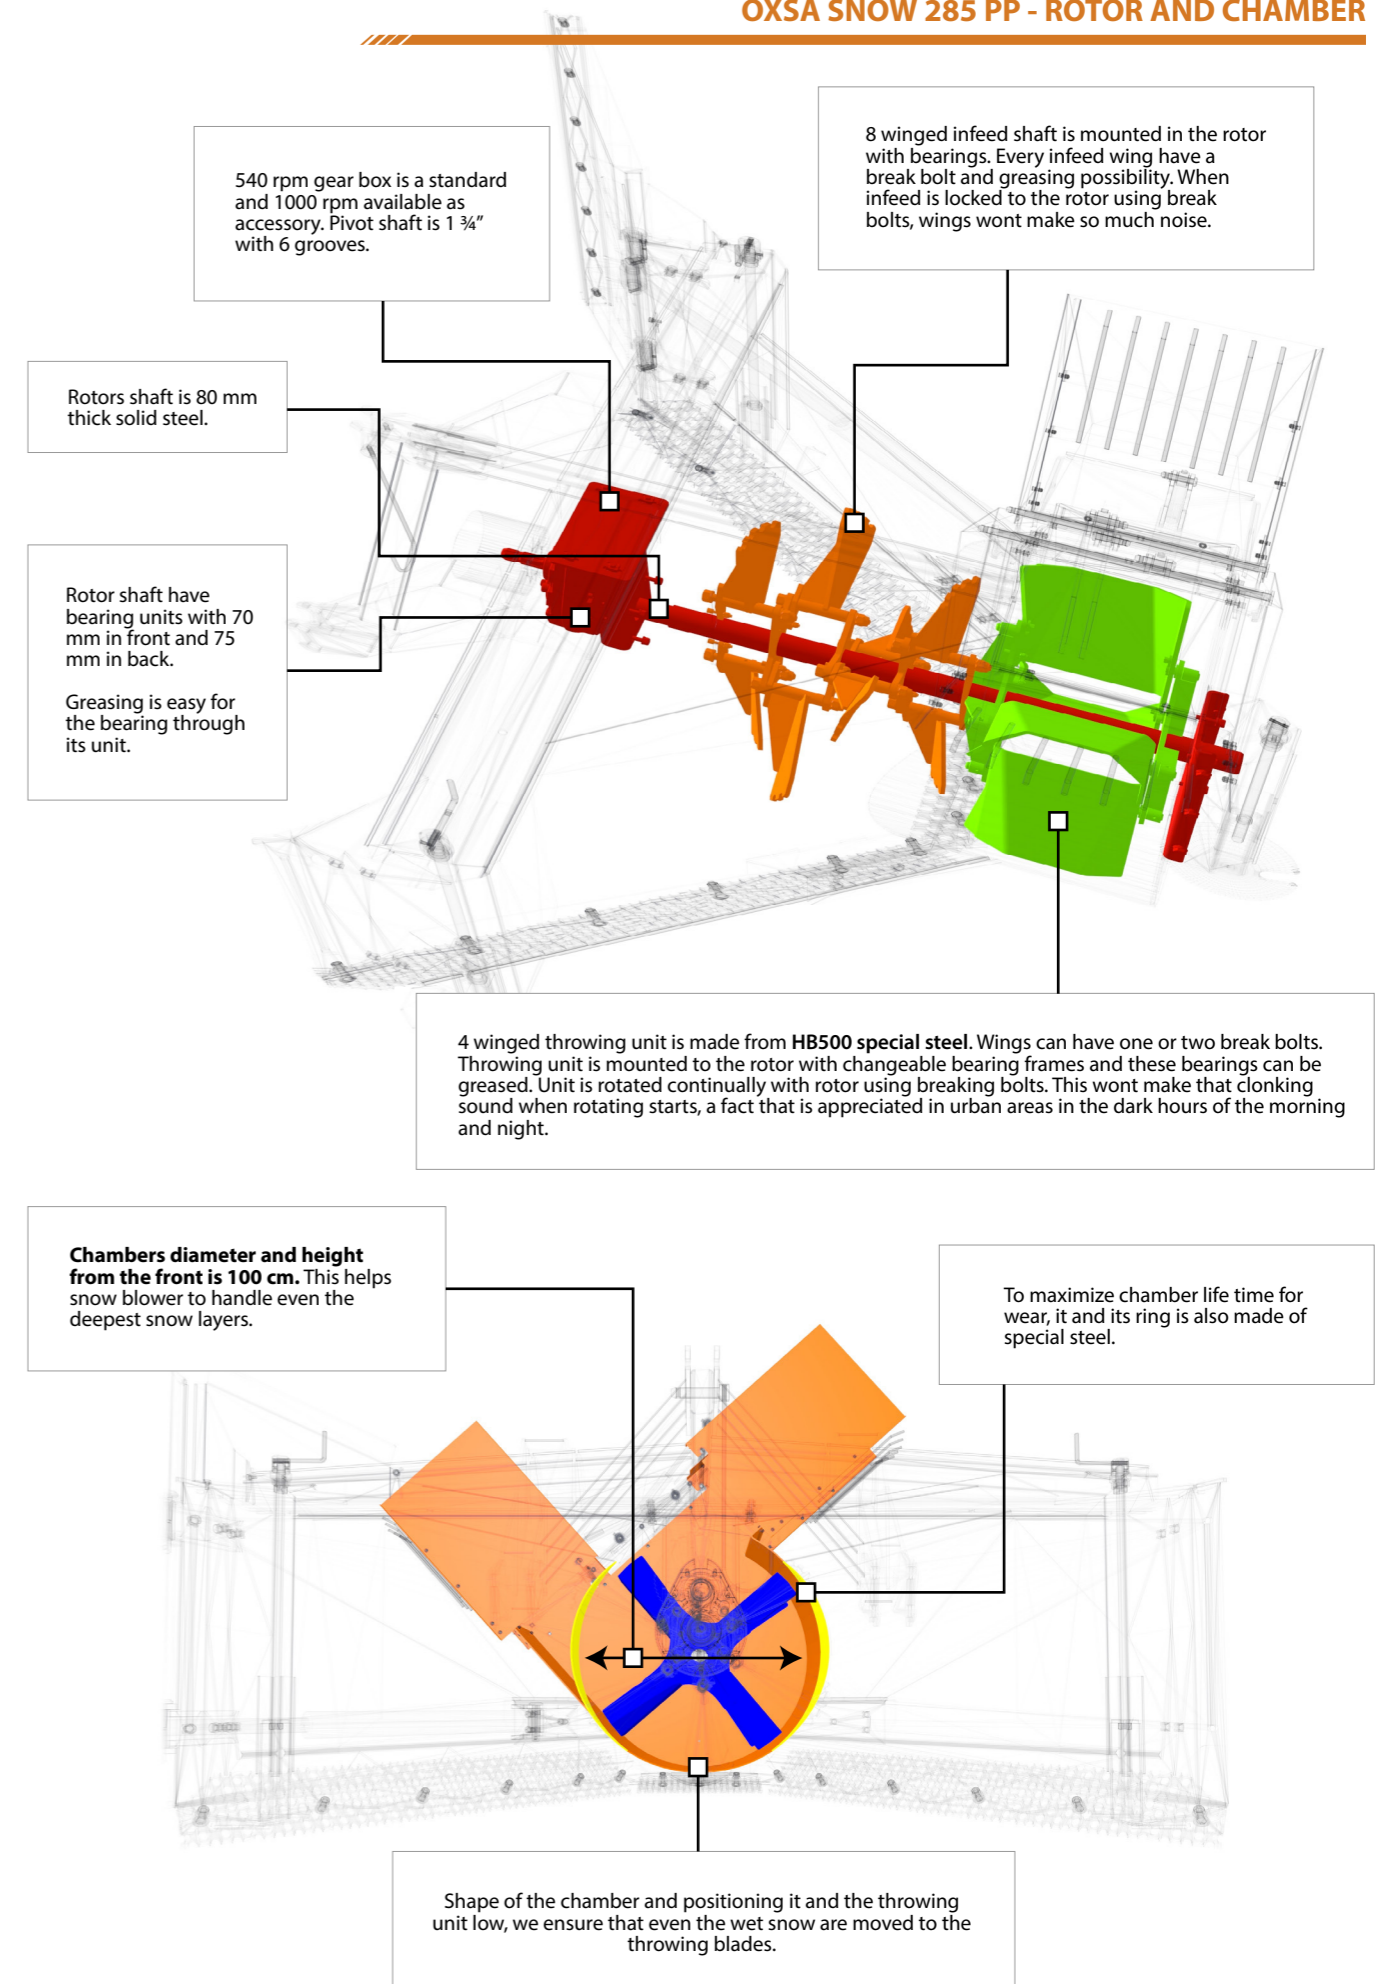 OXSA SNOW 285 PP - ROTOR AND CHAMBER
540 rpm gear box is a standard
and 1000 rpm available as
accessory. Pivot shaft is 1 ¾”
with 6 grooves.
8 winged infeed shaft is mounted in the rotor
with bearings. Every infeed wing have a
break bolt and greasing possibility. When
infeed is locked to the rotor using break
bolts, wings wont make so much noise.
Rotors shaft is 80 mm
thick solid steel.
Rotor shaft have
bearing units with 70
mm in front and 75
mm in back.
Greasing is easy for
the bearing through
its unit.
4 winged throwing unit is made from HB500 special steel. Wings can have one or two break bolts.
Throwing unit is mounted to the rotor with changeable bearing frames and these bearings can be
greased. Unit is rotated continually with rotor using breaking bolts. This wont make that clonking
sound when rotating starts, a fact that is appreciated in urban areas in the dark hours of the morning
and night.
Chambers diameter and height
from the front is 100 cm. This helps
snow blower to handle even the
deepest snow layers.
To maximize chamber life time for
wear, it and its ring is also made of
special steel.
Shape of the chamber and positioning it and the throwing
unit low, we ensure that even the wet snow are moved to the
throwing blades.